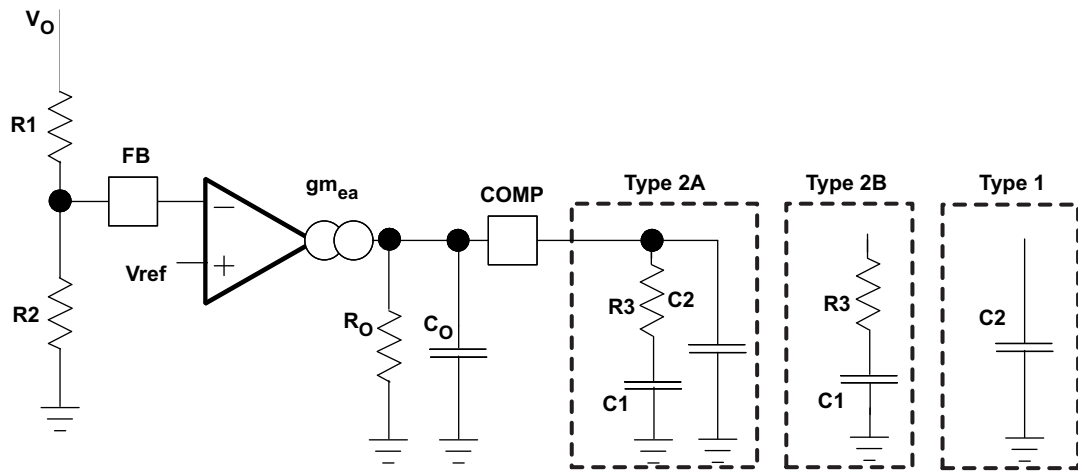 VO
R1
FB
gmea
COMP
Type 2A
Type 2B
Type 1
Vref
R2
RO
CO
R3
C2
C1
R3
C1
C2